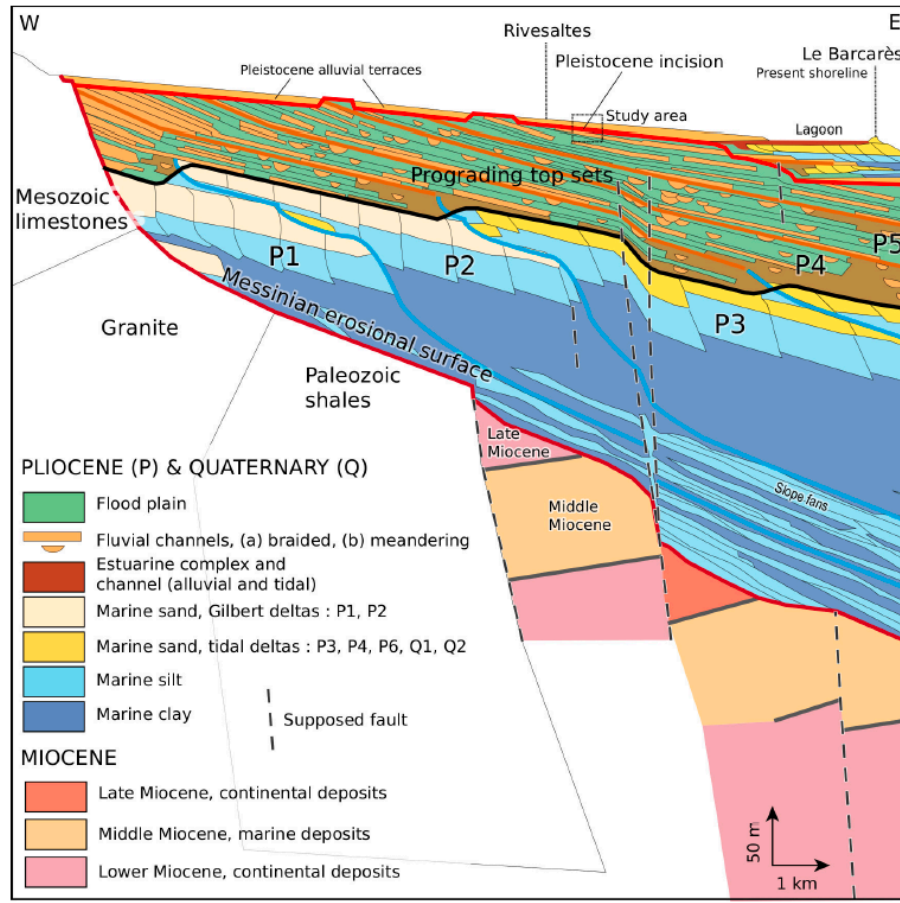 W
E
Rivesaltes
Le Barcarès
Pleistocene incision
Present shoreline
Pleistocene alluvial terraces
Study area
Lagoon
Prograding top sets
Mesozoic
limestones
P1
P2
P3
P4
P5
Messinian erosional surface
Granite
Paleozoic
shales
Late
Miocene
Middle
Miocene
Slope fans
PLIOCENE (P) & QUATERNARY (Q)
Flood plain
Fluvial channels, (a) braided, (b) meandering
Estuarine complex and
channel (alluvial and tidal)
Marine sand, Gilbert deltas : P1, P2
Marine sand, tidal deltas : P3, P4, P6, Q1, Q2
Marine silt
Marine clay
Supposed fault
MIOCENE
Late Miocene, continental deposits
Middle Miocene, marine deposits
Lower Miocene, continental deposits
50 m
1 km